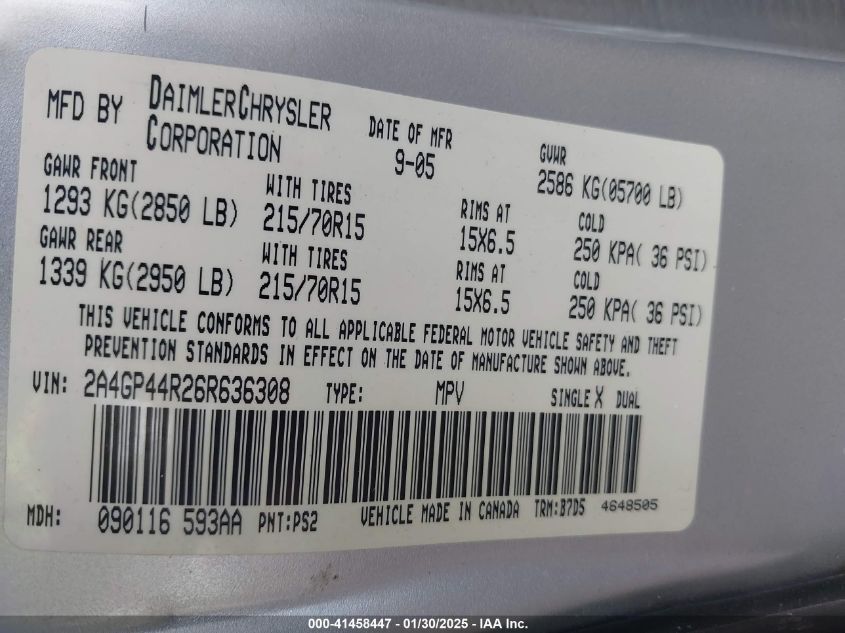 MFD BY DAIMLERCHRYSLER CORPORATION
DATE OF MFR 9-05
GVWR 2586 KG(05700 LB)
GAWR FRONT WITH TIRES RIMS AT COLD
1293 KG(2850 LB) 215/70R15 15X6.5 250 KPA( 36 PSI)
GAWR REAR WITH TIRES RIMS AT COLD
1339 KG(2950 LB) 215/70R15 15X6.5 250 KPA( 36 PSI)
THIS VEHICLE CONFORMS TO ALL APPLICABLE FEDERAL MOTOR VEHICLE SAFETY AND THEFT
PREVENTION STANDARDS IN EFFECT ON THE DATE OF MANUFACTURE SHOWN ABOVE.
VIN: 2A4GP44R26R636308 TYPE: MPV SINGLE X DUAL
MDH: 090116 593AA PNT:PS2 VEHICLE MADE IN CANADA TRM:B7D5 4648505
000-41458447 - 01/30/2025 - IAA Inc.